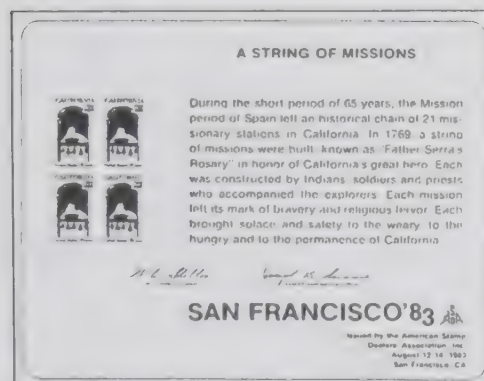 A STRING OF MISSIONS
CALIFORNIA CALIFORNIA
During the short period of 65 years, the Mission
period of Spain left an historical chain of 21 mis-
sionary stations in California. In 1769, a string
of missions were built, known as "Father Serra's
Rosary" in honor of California's great hero. Each
was constructed by Indians, soldiers and priests
who accompanied the explorers. Each mission
left its mark of bravery and religious fervor. Each
brought solace and safety to the weary, to the
hungry and to the permanence of California.
SAN FRANCISCO'83
Issued by the American Stamp
Dealers Association, Inc.
August 12-14, 1983
San Francisco, CA